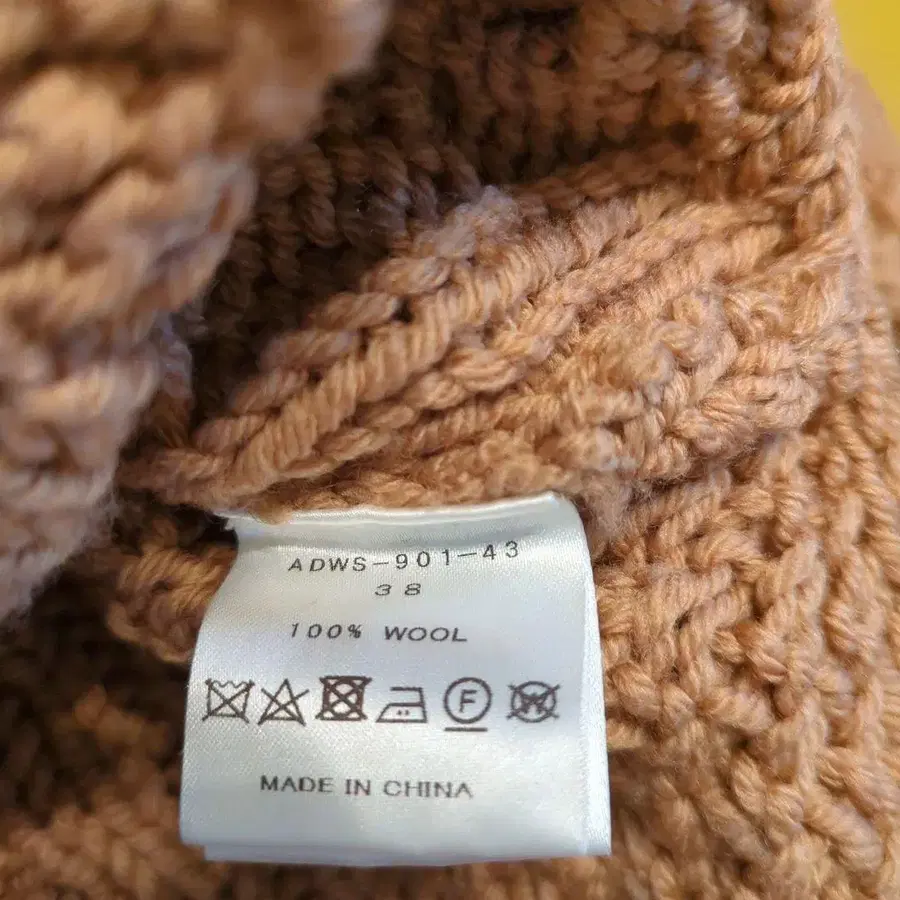 ADWS-901-43
38
100% WOOL
F W
MADE IN CHINA